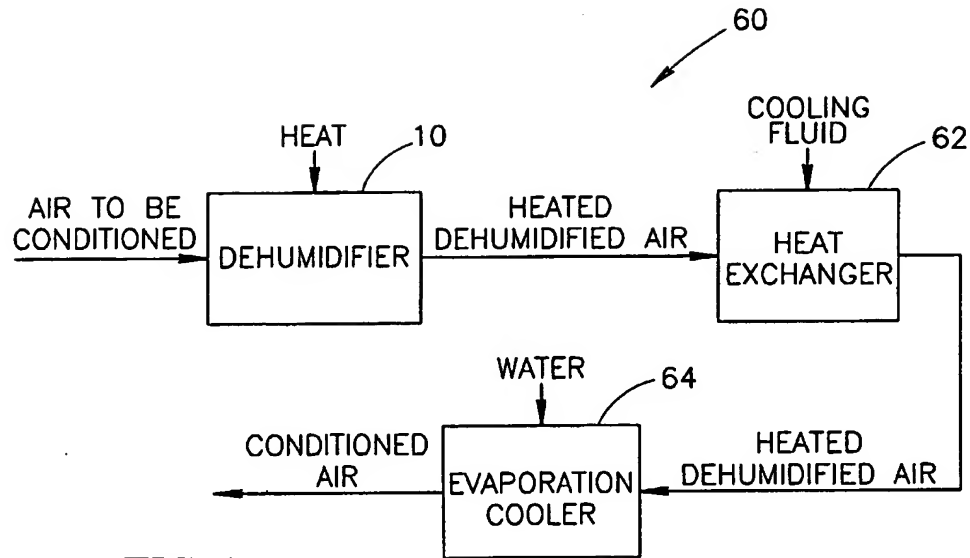 60
COOLING
FLUID
62
HEAT
10
AIR TO BE
CONDITIONED
DEHUMIDIFIER
HEATED
DEHUMIDIFIED AIR
HEAT
EXCHANGER
WATER
64
CONDITIONED
AIR
EVAPORATION
COOLER
HEATED
DEHUMIDIFIED AIR